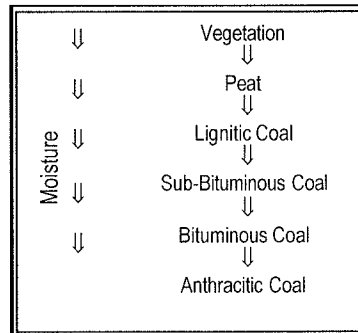 ⇓ Vegetation
⇓
⇓ Peat
⇓
⇓ Lignitic Coal
⇓
Moisture
⇓ Sub-Bituminous Coal
⇓
⇓ Bituminous Coal
⇓
Anthracitic Coal